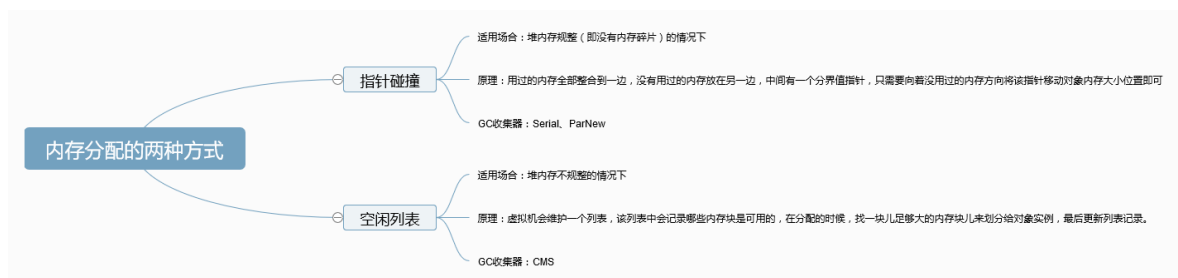 内存分配的两种方式
指针碰撞
适用场合：堆内存规整（即没有内存碎片）的情况下
原理：用过的内存全部整合到一边，没有用过的内存放在另一边，中间有一个分界值指针，只需要向着没用过的内存方向将该指针移动对象内存大小位置即可
GC收集器：Serial、ParNew
空闲列表
适用场合：堆内存不规整的情况下
原理：虚拟机会维护一个列表，该列表中会记录哪些内存块是可用的，在分配的时候，找一块儿足够大的内存块儿来划分给对象实例，最后更新列表记录。
GC收集器：CMS